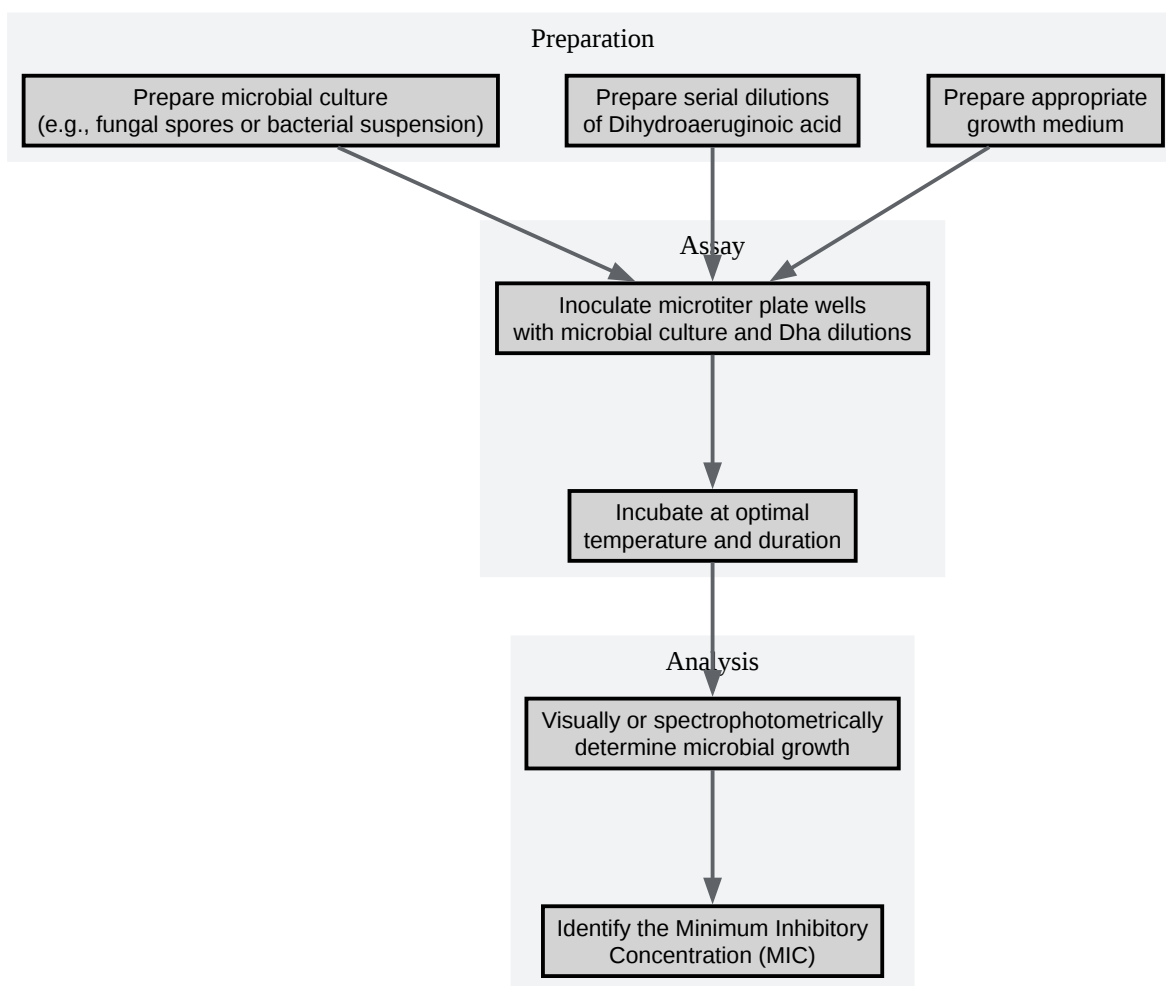 Preparation
Prepare microbial culture
(e.g., fungal spores or bacterial suspension)
Prepare serial dilutions
of Dihydroaeruginoic acid
Prepare appropriate
growth medium
Assay
Inoculate microtiter plate wells
with microbial culture and Dha dilutions
Incubate at optimal
temperature and duration
Analysis
Visually or spectrophotometrically
determine microbial growth
Identify the Minimum Inhibitory
Concentration (MIC)